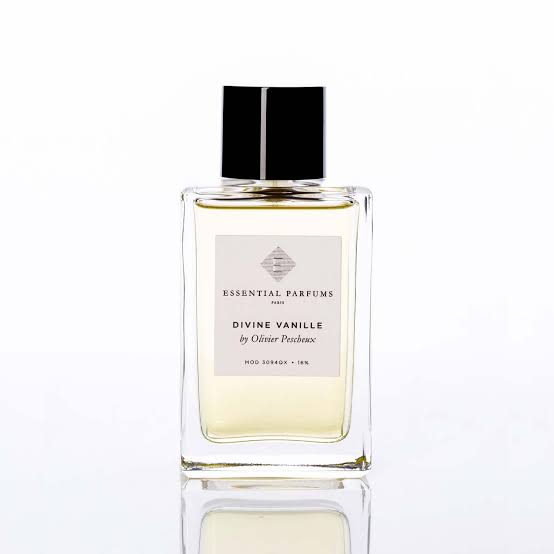 E
ESSENTIAL PARFUMS
PARIS
DIVINE VANILLE
by Olivier Pescheux
MOD 3094QX • 16%